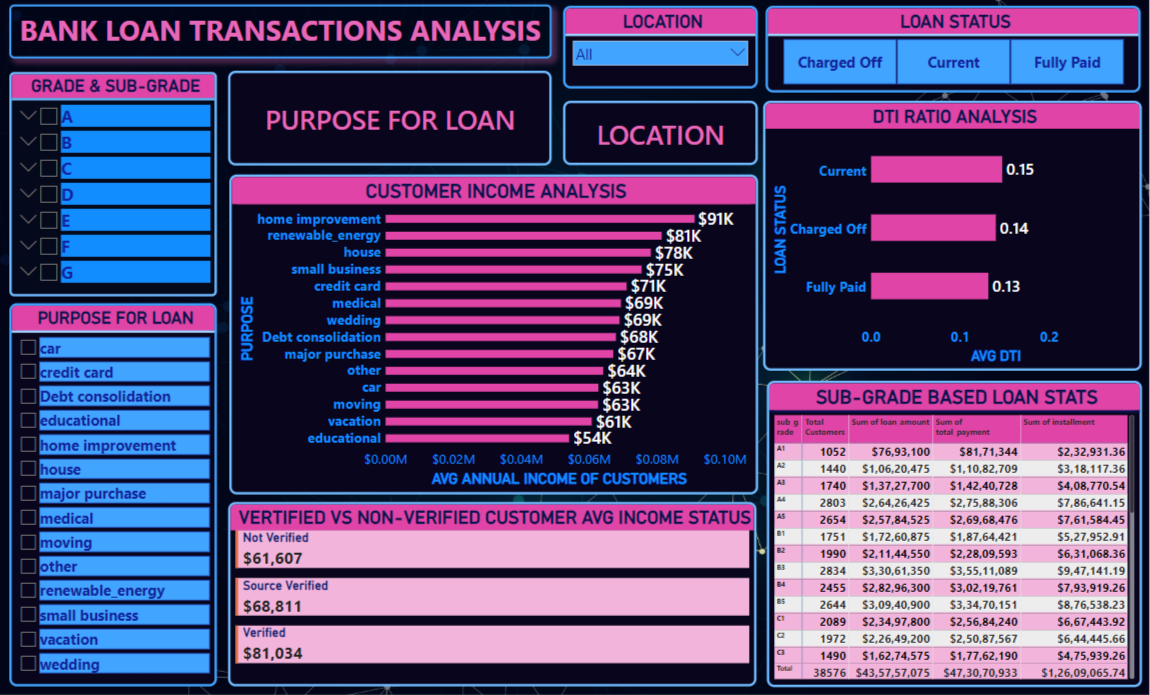 BANK LOAN TRANSACTIONS ANALYSIS
LOCATION
All
LOAN STATUS
Charged Off Current Fully Paid
GRADE & SUB-GRADE
A
B
C
D
E
F
G
PURPOSE FOR LOAN
LOCATION
PURPOSE FOR LOAN
car
credit card
Debt consolidation
educational
home improvement
house
major purchase
medical
moving
other
renewable_energy
small business
vacation
wedding
CUSTOMER INCOME ANALYSIS
PURPOSE
home improvement $91K
renewable_energy $81K
house $78K
small business $75K
credit card $71K
medical $69K
wedding $69K
Debt consolidation $68K
major purchase $67K
other $64K
car $63K
moving $63K
vacation $61K
educational $54K
$0.00M $0.02M $0.04M $0.06M $0.08M $0.10M
AVG ANNUAL INCOME OF CUSTOMERS
VERTIFIED VS NON-VERIFIED CUSTOMER AVG INCOME STATUS
Not Verified
$61,607
Source Verified
$68,811
Verified
$81,034
DTI RATIO ANALYSIS
LOAN STATUS
Current 0.15
Charged Off 0.14
Fully Paid 0.13
0.0 0.1 0.2
AVG DTI
SUB-GRADE BASED LOAN STATS
sub_g Total Sum of loan amount Sum of Sum of installment
rade Customers total_payment
A1 1052 $76,93,100 $81,71,344 $2,32,931.36
A2 1440 $1,06,20,475 $1,10,82,709 $3,18,117.36
A3 1740 $1,37,27,700 $1,42,40,728 $4,08,770.54
A4 2803 $2,64,26,425 $2,75,88,306 $7,86,641.15
A5 2654 $2,57,84,525 $2,69,68,476 $7,61,584.45
B1 1751 $1,72,60,875 $1,87,64,421 $5,27,952.91
B2 1990 $2,11,44,550 $2,28,09,593 $6,31,068.36
B3 2834 $3,30,61,350 $3,55,11,089 $9,47,141.19
B4 2455 $2,82,96,300 $3,02,19,761 $7,93,919.26
B5 2644 $3,09,40,900 $3,34,70,151 $8,76,538.23
C1 2089 $2,34,97,800 $2,56,84,240 $6,67,443.92
C2 1972 $2,26,49,200 $2,50,87,567 $6,44,445.66
C3 1490 $1,62,74,575 $1,77,62,190 $4,75,939.26
Total 38576 $43,57,57,075 $47,30,70,933 $1,26,09,065.74